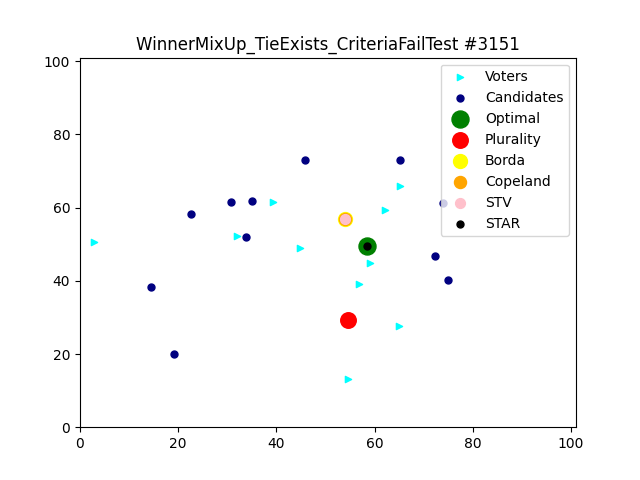 WinnerMixUp_TieExists_CriteriaFailTest #3151
100
80
60
40
20
0
0 20 40 60 80 100
Voters
Candidates
Optimal
Plurality
Borda
Copeland
STV
STAR